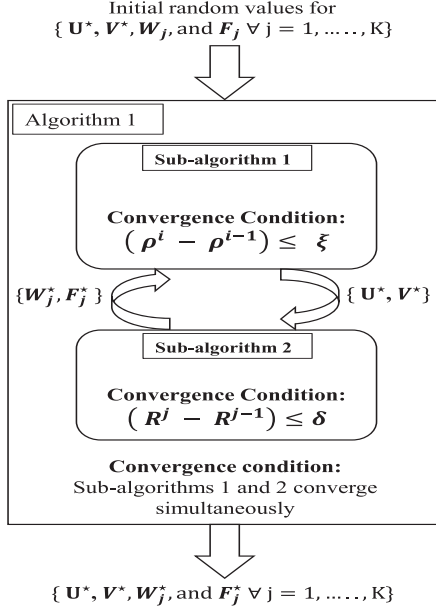 Initial random values for
{ U*, V*, W_j, and F_j ∀ j = 1, ... .., K}
Algorithm 1
Sub-algorithm 1
Convergence Condition:
( ρ^i − ρ^{i−1}) ≤ ξ
{W_j^*, F_j^* }
{ U*, V*}
Sub-algorithm 2
Convergence Condition:
( R^j − R^{j−1}) ≤ δ
Convergence condition:
Sub-algorithms 1 and 2 converge
simultaneously
{ U*, V*, W_j^*, and F_j^* ∀ j = 1, ... .., K}